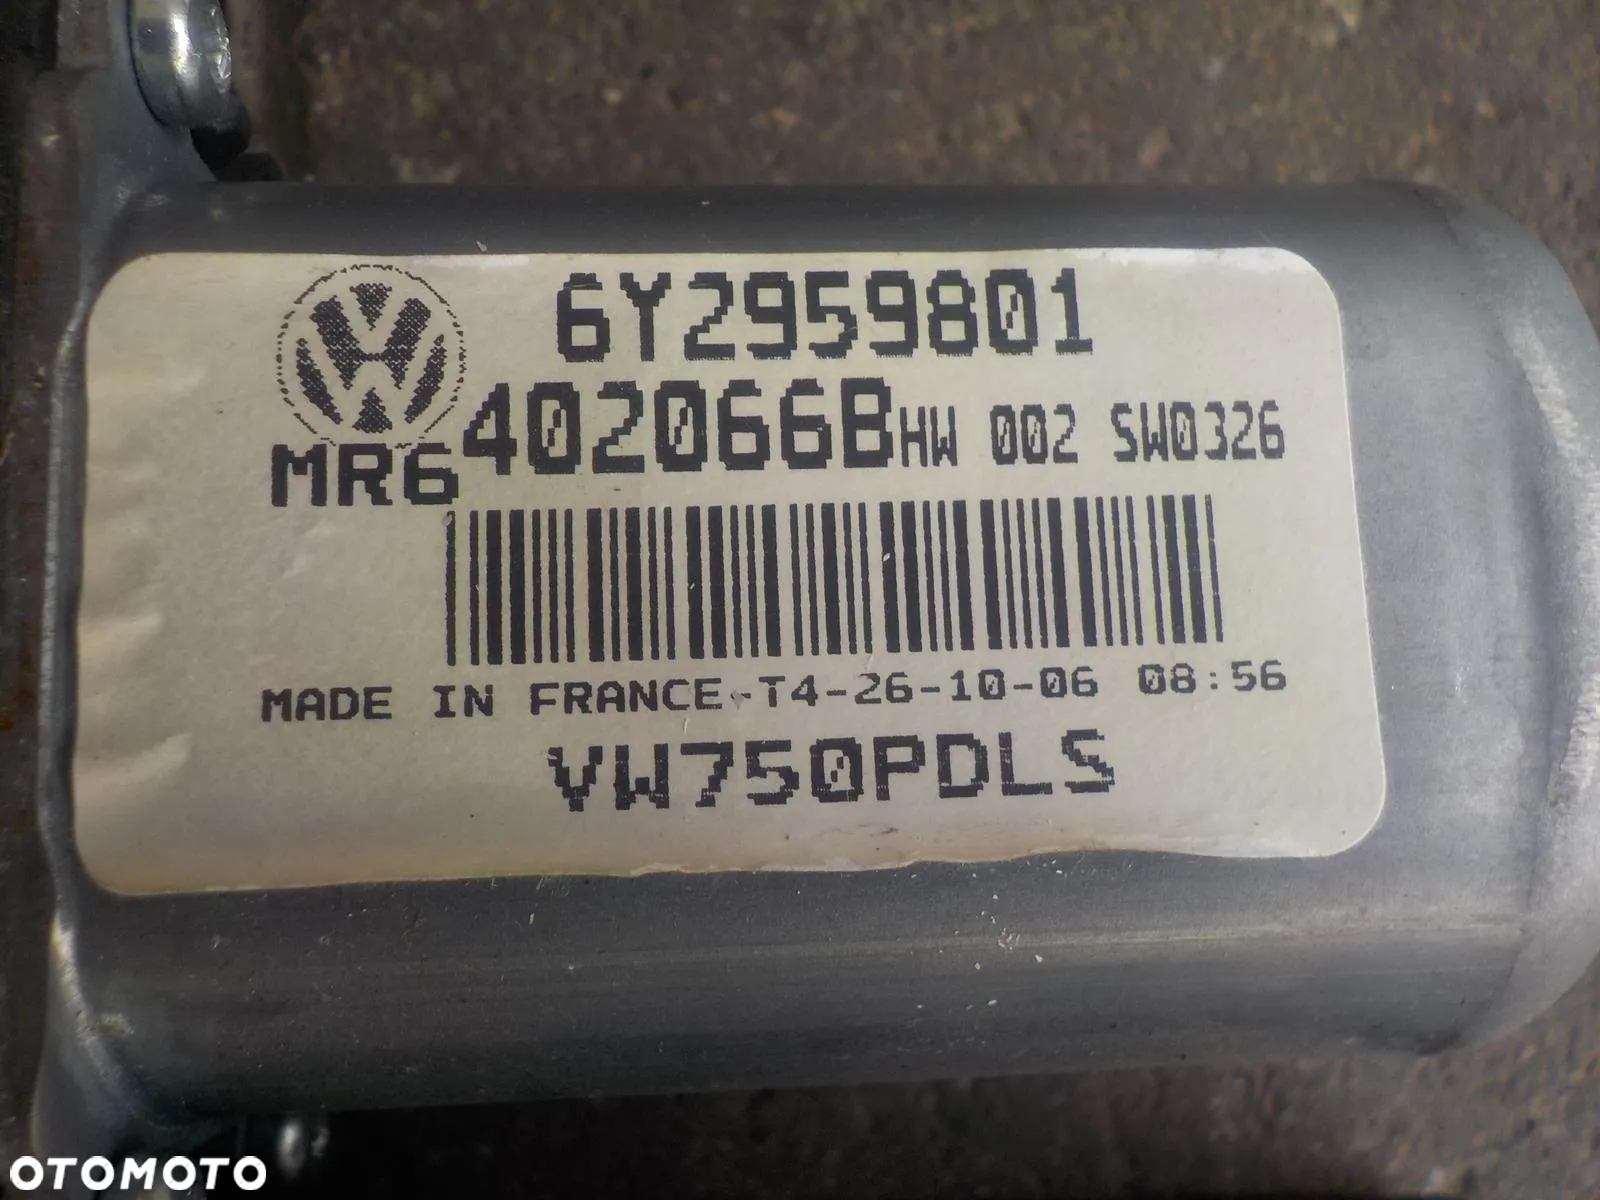 6Y2959801
MR6 402066B HW 002 SW0326
MADE IN FRANCE-T4-26-10-06 08:56
VW750PDLS
OTOMOTO